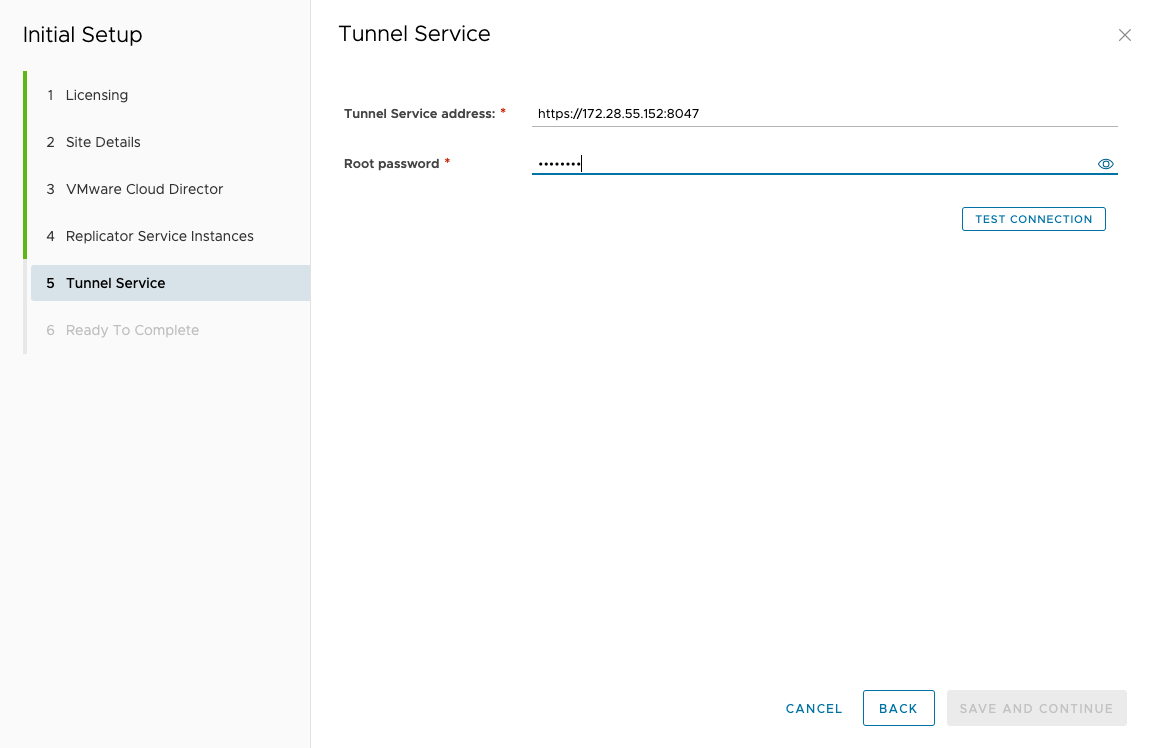 Initial Setup
1 Licensing
2 Site Details
3 VMware Cloud Director
4 Replicator Service Instances
5 Tunnel Service
6 Ready To Complete
Tunnel Service
Tunnel Service address: * https://172.28.55.152:8047
Root password * ••••••••
TEST CONNECTION
CANCEL BACK SAVE AND CONTINUE